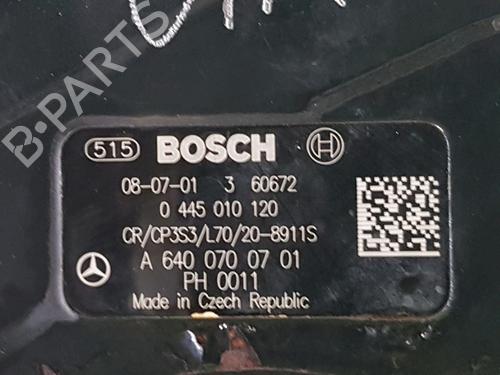 B-PARTS
515 BOSCH
08-07-01 3 60672
0 445 010 120
CR/CP3S3/L70/20-8911S
A 640 070 07 01
PH 0011
Made in Czech Republic